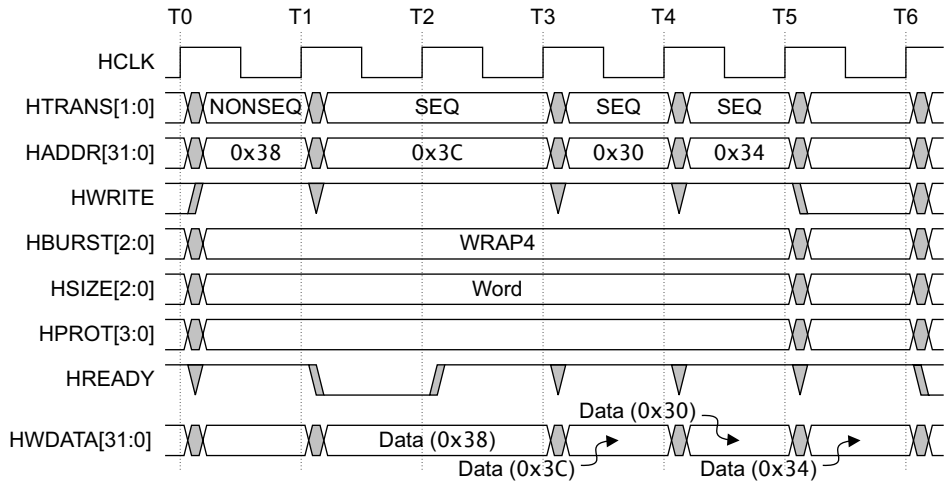 T0 T1 T2 T3 T4 T5 T6
HCLK
HTRANS[1:0] NONSEQ SEQ SEQ SEQ
HADDR[31:0] 0x38 0x3C 0x30 0x34
HWRITE
HBURST[2:0] WRAP4
HSIZE[2:0] Word
HPROT[3:0]
HREADY
Data (0x30)
HWDATA[31:0] Data (0x38)
Data (0x3C) Data (0x34)